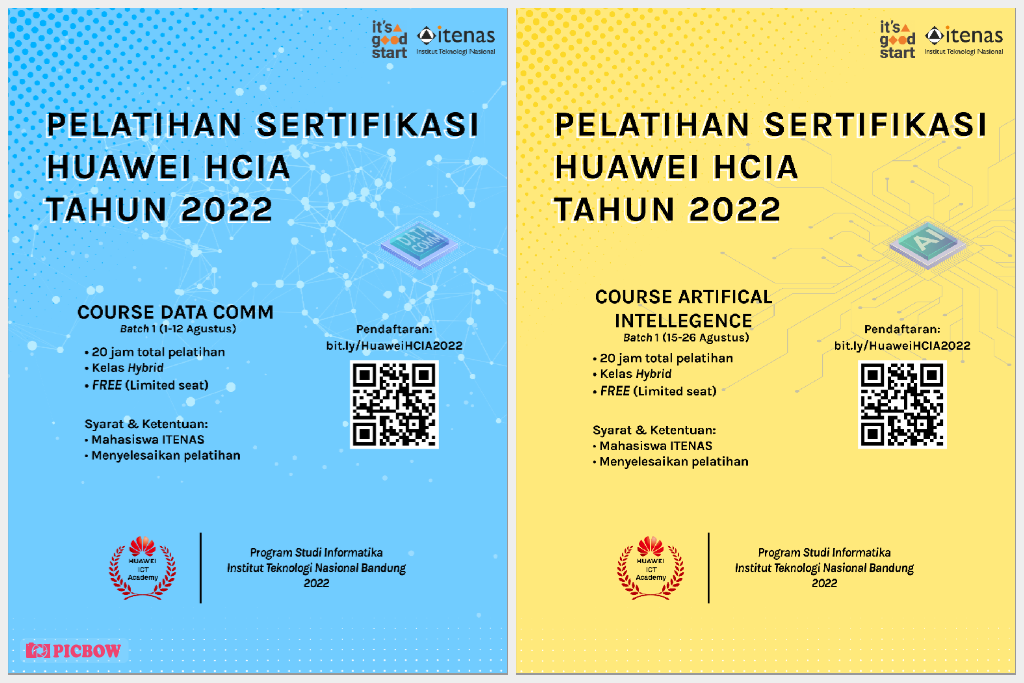 it's
good
start
itenas
Institut Teknologi Nasional
PELATIHAN SERTIFIKASI
HUAWEI HCIA
TAHUN 2022
DATA
COMM
COURSE DATA COMM
Batch 1 (1-12 Agustus)
• 20 jam total pelatihan
• Kelas Hybrid
• FREE (Limited seat)
Syarat & Ketentuan:
• Mahasiswa ITENAS
• Menyelesaikan pelatihan
Pendaftaran:
bit.ly/HuaweiHCIA2022
HUAWEI
ICT
Academy
Program Studi Informatika
Institut Teknologi Nasional Bandung
2022
PICBOW
it's
good
start
itenas
Institut Teknologi Nasional
PELATIHAN SERTIFIKASI
HUAWEI HCIA
TAHUN 2022
AI
COURSE ARTIFICAL
INTELLEGENCE
Batch 1 (15-26 Agustus)
• 20 jam total pelatihan
• Kelas Hybrid
• FREE (Limited seat)
Syarat & Ketentuan:
• Mahasiswa ITENAS
• Menyelesaikan pelatihan
Pendaftaran:
bit.ly/HuaweiHCIA2022
HUAWEI
ICT
Academy
Program Studi Informatika
Institut Teknologi Nasional Bandung
2022